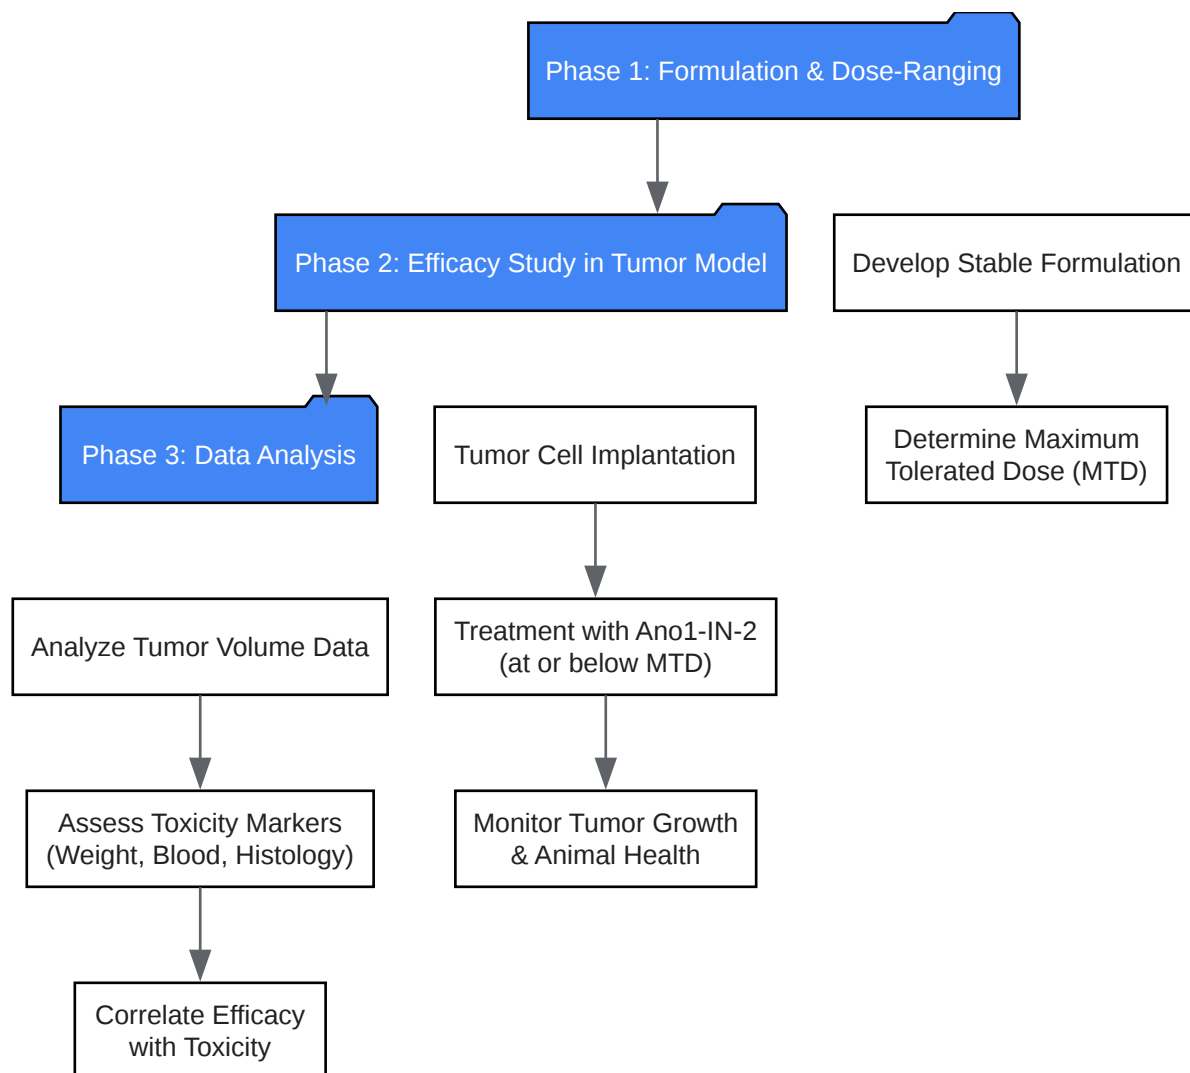 Phase 1: Formulation & Dose-Ranging
Phase 2: Efficacy Study in Tumor Model
Develop Stable Formulation
Phase 3: Data Analysis
Tumor Cell Implantation
Determine Maximum
Tolerated Dose (MTD)
Analyze Tumor Volume Data
Treatment with Ano1-IN-2
(at or below MTD)
Assess Toxicity Markers
(Weight, Blood, Histology)
Monitor Tumor Growth
& Animal Health
Correlate Efficacy
with Toxicity